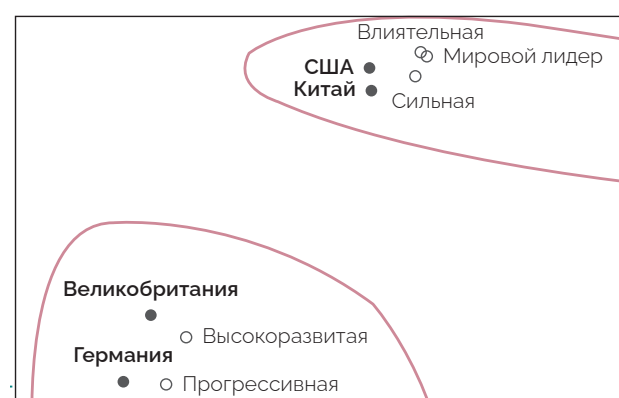 Влиятельная
США
Мировой лидер
Китай
Сильная
Великобритания
Высокоразвитая
Германия
Прогрессивная